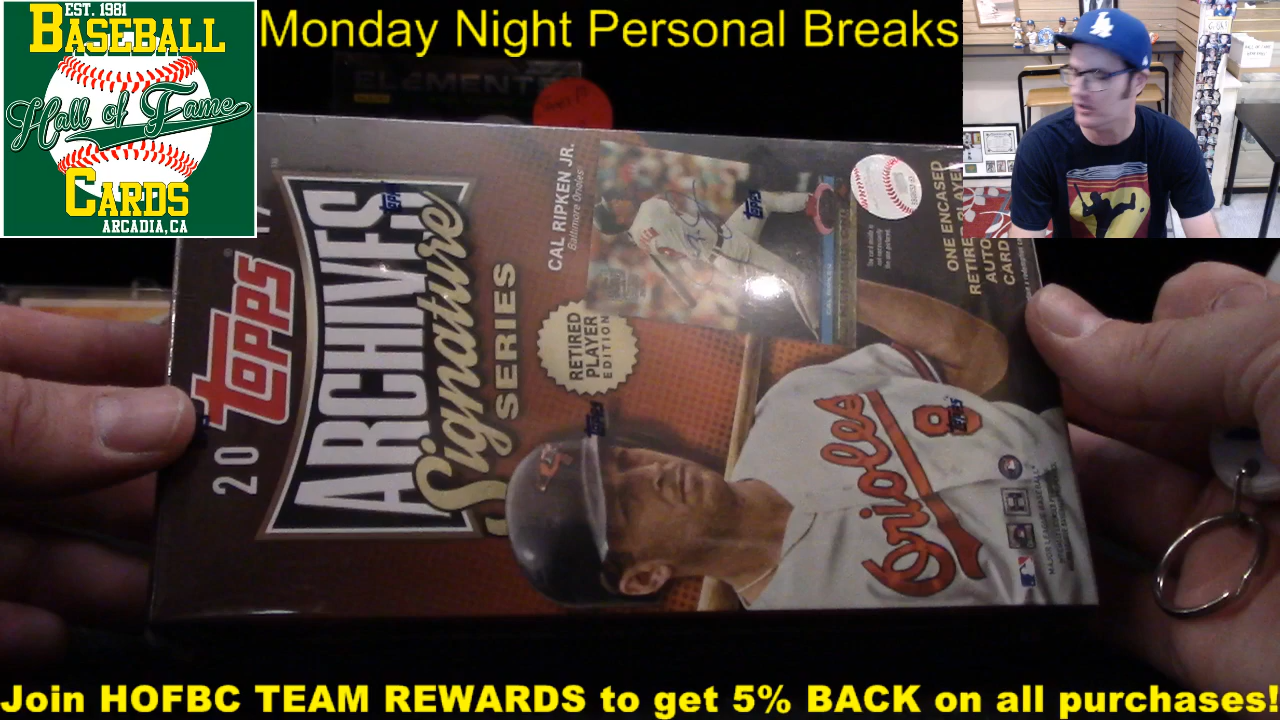 EST. 1981
BASEBALL
Hall of Fame
CARDS
ARCADIA, CA
Monday Night Personal Breaks
ELEMENT
20 17
Topps
ARCHIVES
Signature
SERIES
CAL RIPKEN JR.
Baltimore Orioles
RETIRED
PLAYER
EDITION
ONE ENCASED
RETIRED PLAYER
AUTO
CARD
Orioles
8
Join HOFBC TEAM REWARDS to get 5% BACK on all purchases!